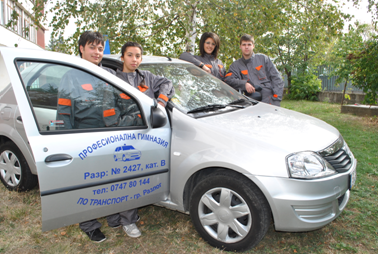 ПРОФЕСИОНАЛНА ГИМНАЗИЯ
Разр: № 2427, кат. В
тел: 0747 80 144
ПО ТРАНСПОРТ - гр. Разлог